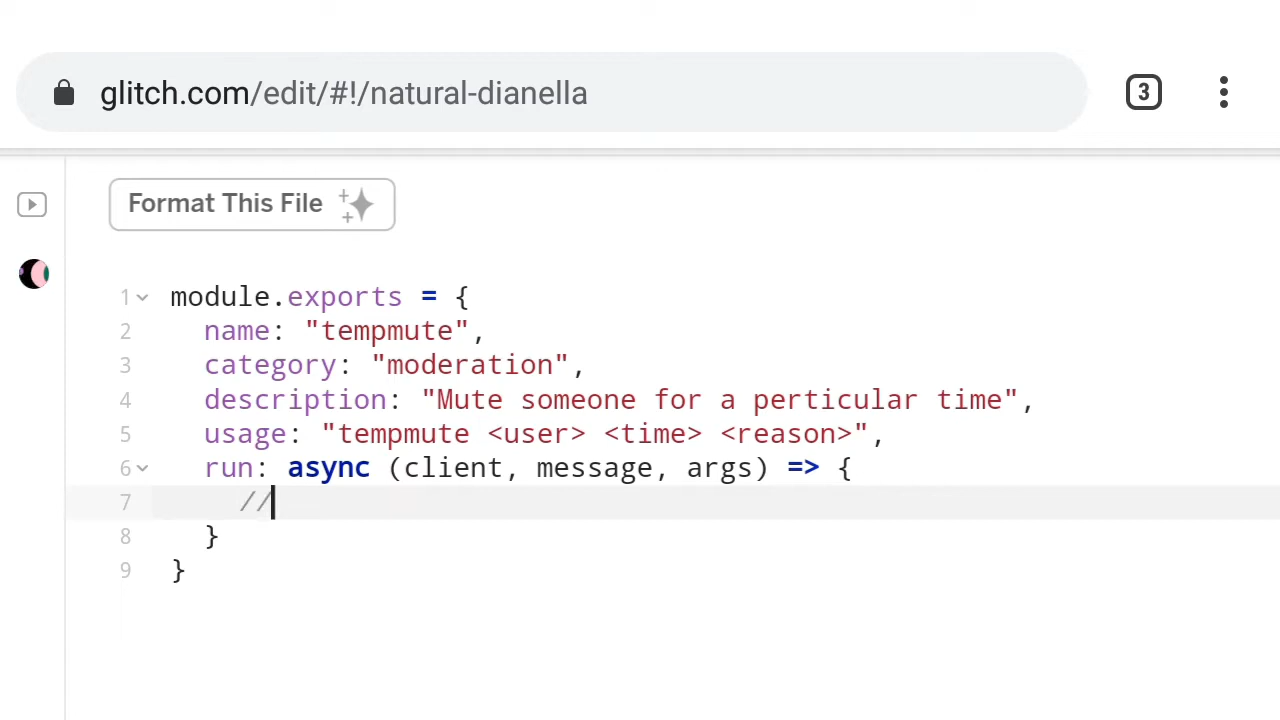 glitch.com/edit/#!/natural-dianella
3
Format This File
1 module.exports = {
2 name: "tempmute",
3 category: "moderation",
4 description: "Mute someone for a perticular time",
5 usage: "tempmute <user> <time> <reason>",
6 run: async (client, message, args) => {
7 //
8 }
9 }